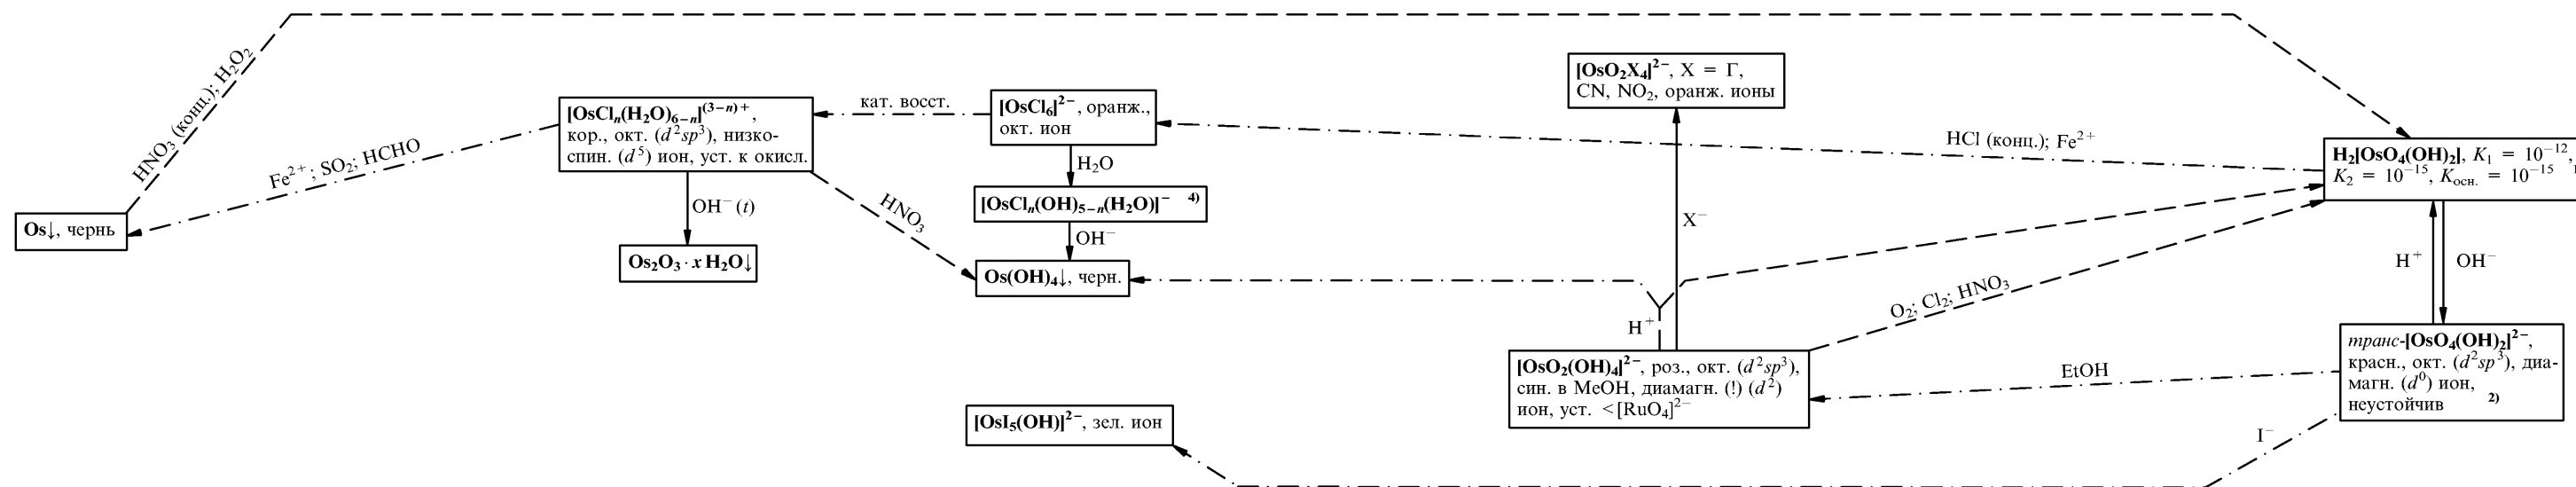 HNO₃ (конц.); H₂O₂
[OsO₂X₄]²⁻, X = Г,
CN, NO₂, оранж. ионы
[OsClₙ(H₂O)₆₋ₙ]⁽³⁻ⁿ⁾⁺,
кор., окт. (d²sp³), низко-
спин. (d⁵) ион, уст. к окисл.
кат. восст.
[OsCl₆]²⁻, оранж.,
окт. ион
HCl (конц.); Fe²⁺
H₂[OsO₄(OH)₂], K₁ = 10⁻¹²,
K₂ = 10⁻¹⁵, Kосн. = 10⁻¹⁵
Fe²⁺; SO₂; HCHO
H₂O
[OsClₙ(OH)₅₋ₙ(H₂O)]⁻ ⁴⁾
OH⁻ (t)
HNO₃
X⁻
Os↓, чернь
OH⁻
Os₂O₃ · x H₂O↓
Os(OH)₄↓, черн.
H⁺
OH⁻
O₂; Cl₂; HNO₃
H⁺
[OsO₂(OH)₄]²⁻, роз., окт. (d²sp³),
син. в MeOH, диамагн. (!) (d²)
ион, уст. <[RuO₄]²⁻
EtOH
транс-[OsO₄(OH)₂]²⁻,
красн., окт. (d²sp³), диа-
магн. (d⁰) ион,
неустойчив ²⁾
[OsI₅(OH)]²⁻, зел. ион
I⁻